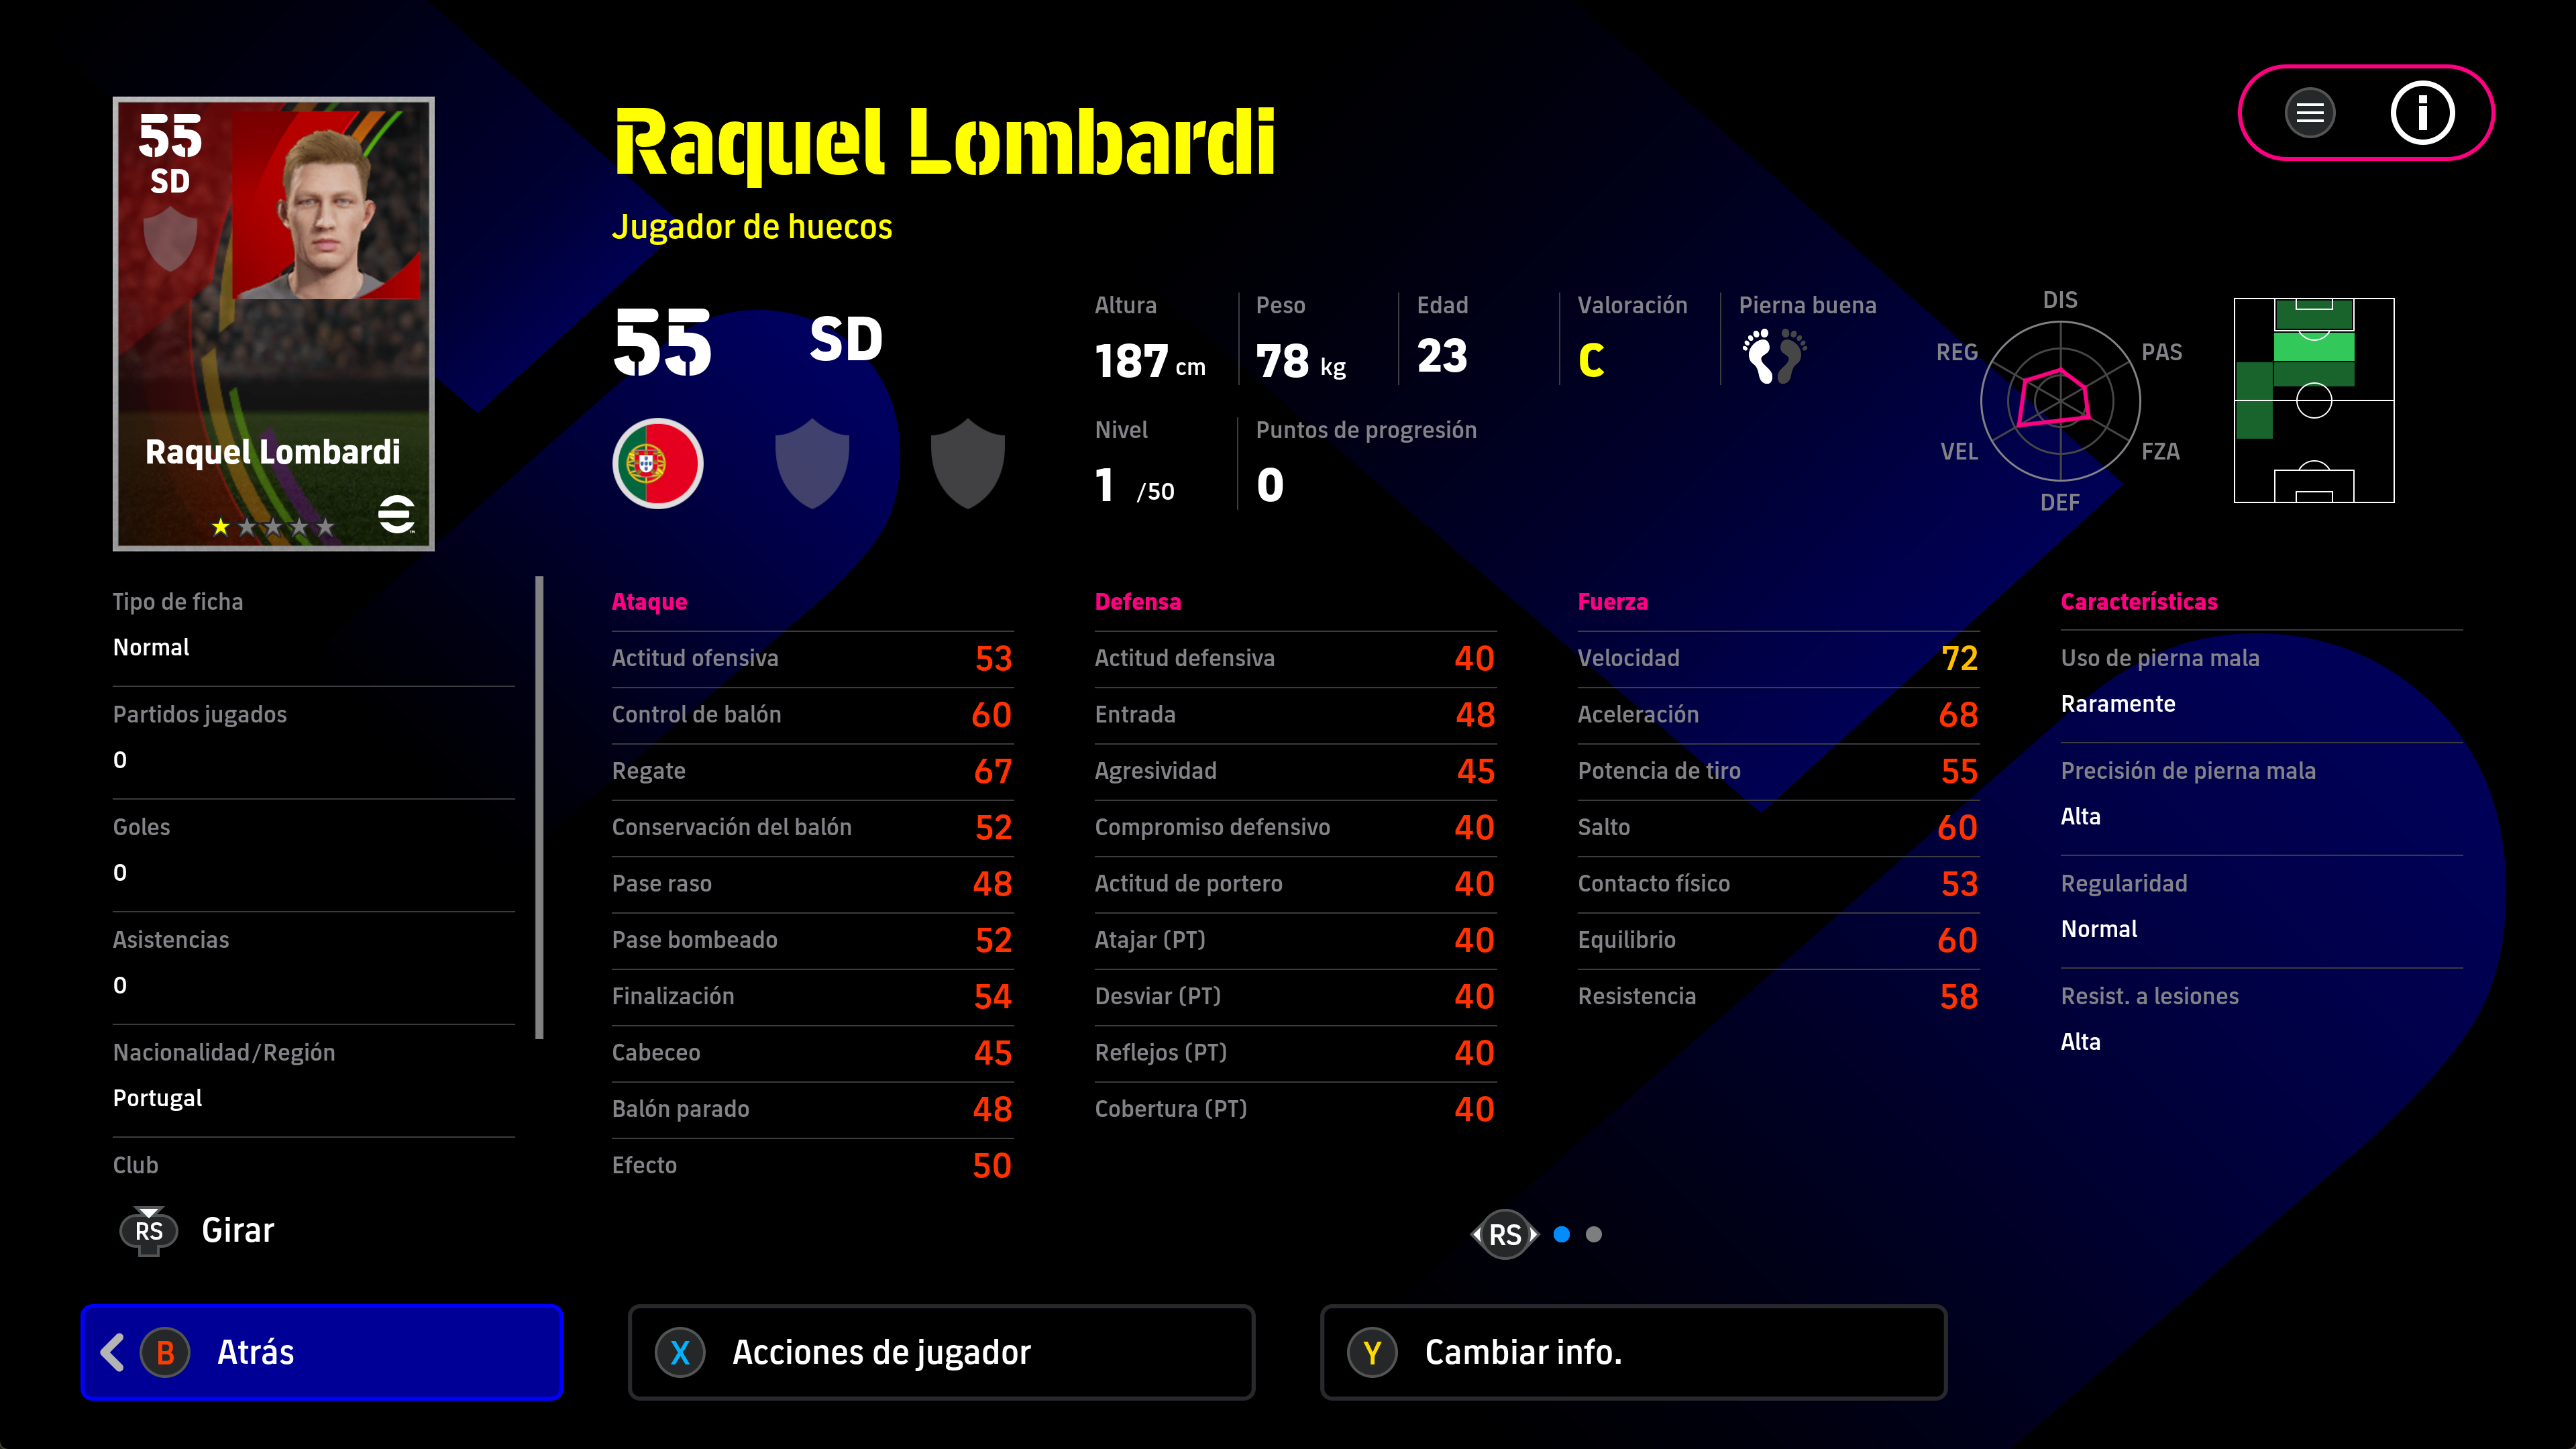 55
SD
Raquel Lombardi
Raquel Lombardi
Jugador de huecos
55 SD
Altura
187 cm
Peso
78 kg
Edad
23
Valoración
C
Pierna buena
Nivel
1 /50
Puntos de progresión
0
DIS
PAS
FZA
DEF
VEL
REG
Tipo de ficha
Normal
Partidos jugados
0
Goles
0
Asistencias
0
Nacionalidad/Región
Portugal
Club
Ataque
Actitud ofensiva 53
Control de balón 60
Regate 67
Conservación del balón 52
Pase raso 48
Pase bombeado 52
Finalización 54
Cabeceo 45
Balón parado 48
Efecto 50
Defensa
Actitud defensiva 40
Entrada 48
Agresividad 45
Compromiso defensivo 40
Actitud de portero 40
Atajar (PT) 40
Desviar (PT) 40
Reflejos (PT) 40
Cobertura (PT) 40
Fuerza
Velocidad 72
Aceleración 68
Potencia de tiro 55
Salto 60
Contacto físico 53
Equilibrio 60
Resistencia 58
Características
Uso de pierna mala
Raramente
Precisión de pierna mala
Alta
Regularidad
Normal
Resist. a lesiones
Alta
RS Girar
RS
B Atrás
X Acciones de jugador
Y Cambiar info.